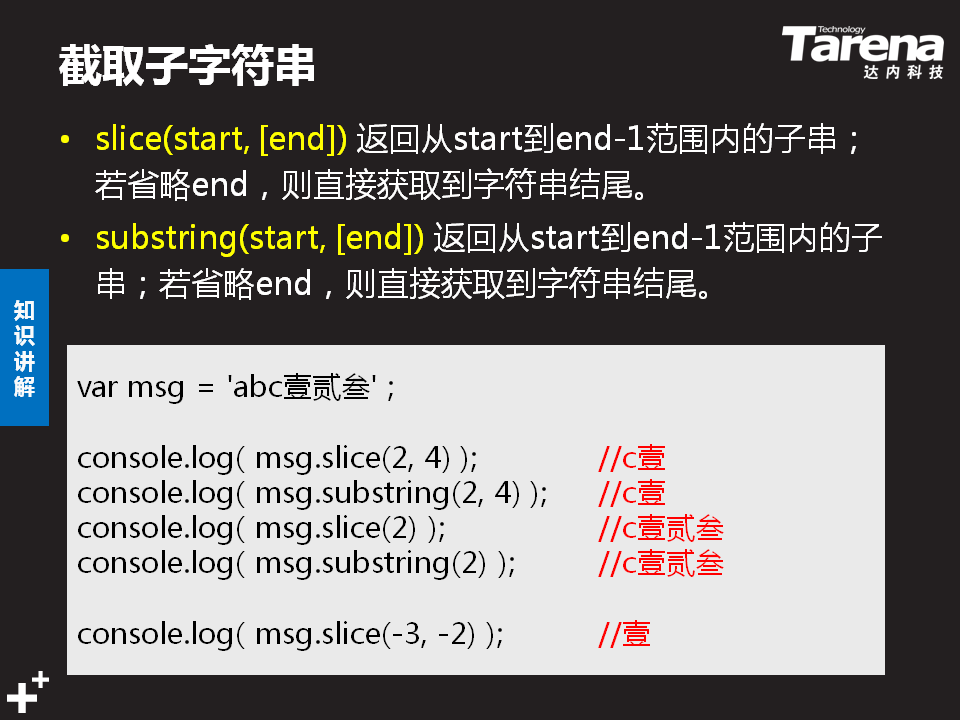 截取子字符串
Technology
Tarena
达内科技
• slice(start, [end]) 返回从start到end-1范围内的子串；
若省略end，则直接获取到字符串结尾。
• substring(start, [end]) 返回从start到end-1范围内的子
串；若省略end，则直接获取到字符串结尾。
知
识
讲
解
var msg = 'abc壹贰叁' ;
console.log( msg.slice(2, 4) ); //c壹
console.log( msg.substring(2, 4) ); //c壹
console.log( msg.slice(2) ); //c壹贰叁
console.log( msg.substring(2) ); //c壹贰叁
console.log( msg.slice(-3, -2) ); //壹